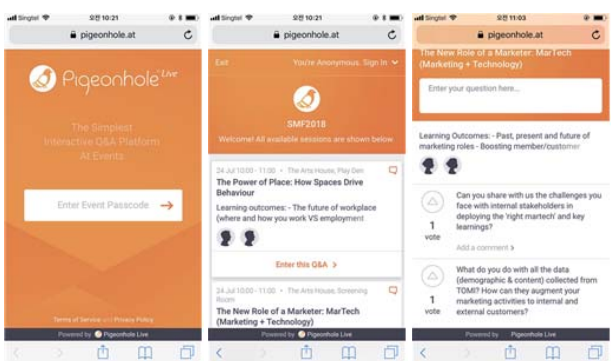 Singtel
오전 10:21
pigeonhole.at
Pigeonhole Live
The Simplest
Interactive Q&A Platform
At Events
Enter Event Passcode →
Terms of Service and Privacy Policy
Powered by Pigeonhole Live
Singtel
오전 10:21
pigeonhole.at
Exit
You're Anonymous. Sign In
SMF2018
Welcome! All available sessions are shown below
24 Jul 10:00 - 11:00 • The Arts House, Play Den
The Power of Place: How Spaces Drive
Behaviour
Learning outcomes: - The future of workplace
(where and how you work VS employment
Enter this Q&A >
24 Jul 10:00 - 11:00 • The Arts House, Screening
Room
The New Role of a Marketer: MarTech
(Marketing + Technology)
Powered by Pigeonhole Live
Singtel
오전 11:03
pigeonhole.at
The New Role of a Marketer: MarTech
(Marketing + Technology)
Enter your question here...
Learning Outcomes: - Past, present and future of
marketing roles - Boosting member/customer
Can you share with us the challenges you
face with internal stakeholders in
deploying the 'right martech' and key
learnings?
1
vote
Add a comment >
What do you do with all the data
(demographic & content) collected from
TOMI? How can they augment your
marketing activities to internal and
external customers?
1
vote
Powered by Pigeonhole Live